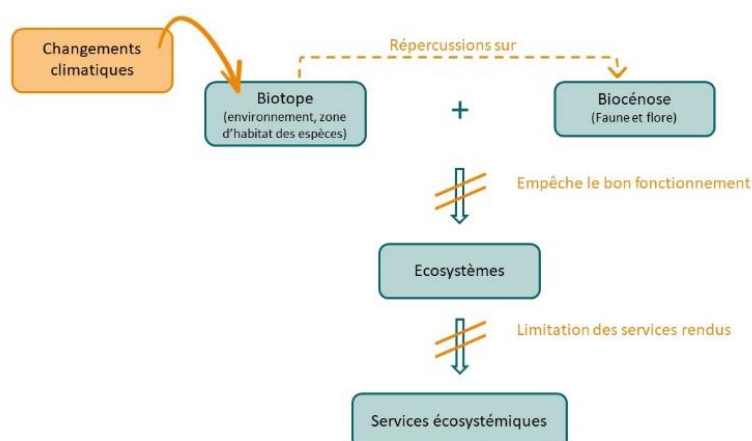 Changements
climatiques
Répercussions sur
Biotope
(environnement, zone
d'habitat des espèces)
+
Biocénose
(Faune et flore)
Empêche le bon fonctionnement
Ecosystèmes
Limitation des services rendus
Services écosystémiques